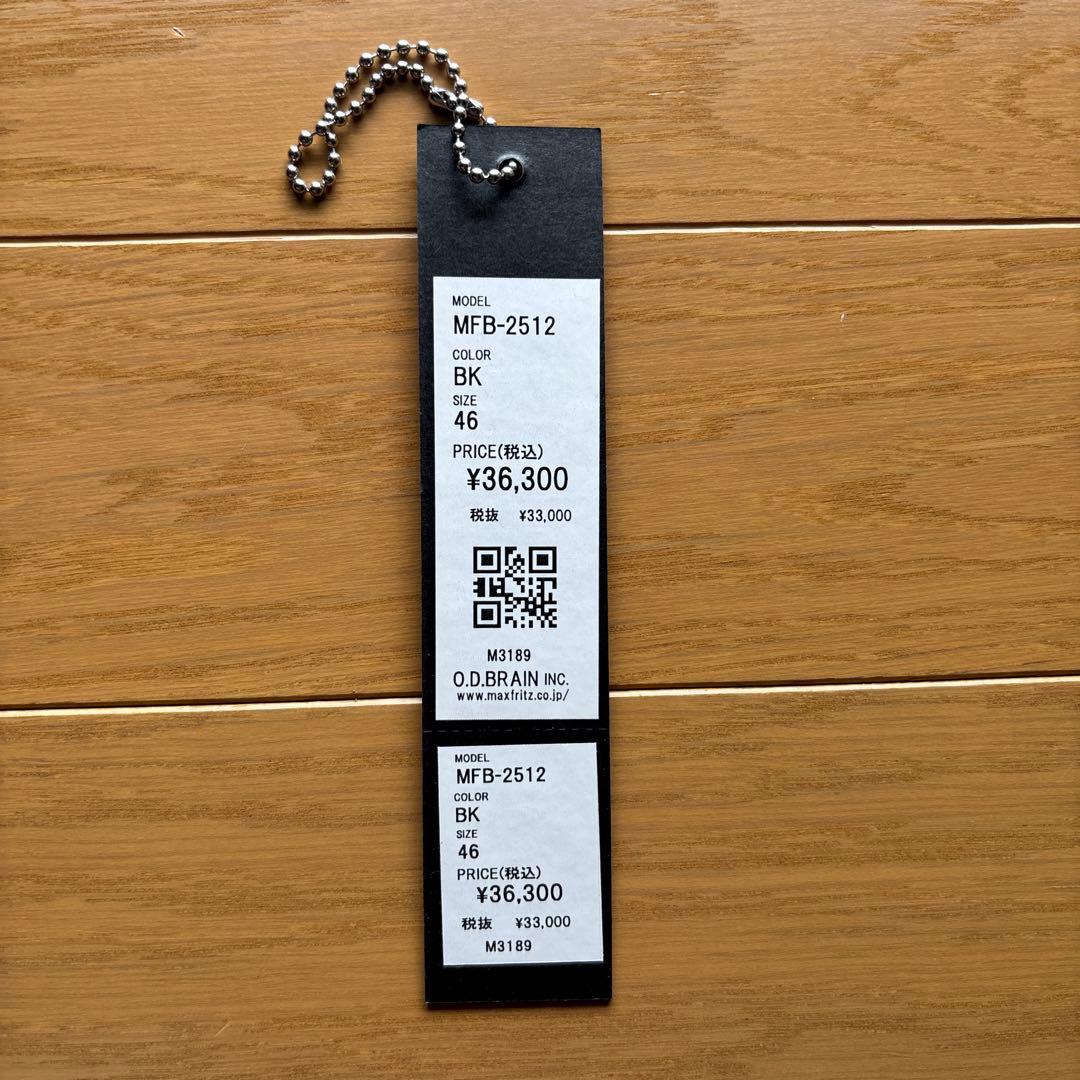 MODEL
MFB-2512
COLOR
BK
SIZE
46
PRICE(税込)
¥36,300
税抜 ¥33,000
M3189
O.D.BRAIN INC.
www.maxfritz.co.jp/
MODEL
MFB-2512
COLOR
BK
SIZE
46
PRICE(税込)
¥36,300
税抜 ¥33,000
M3189